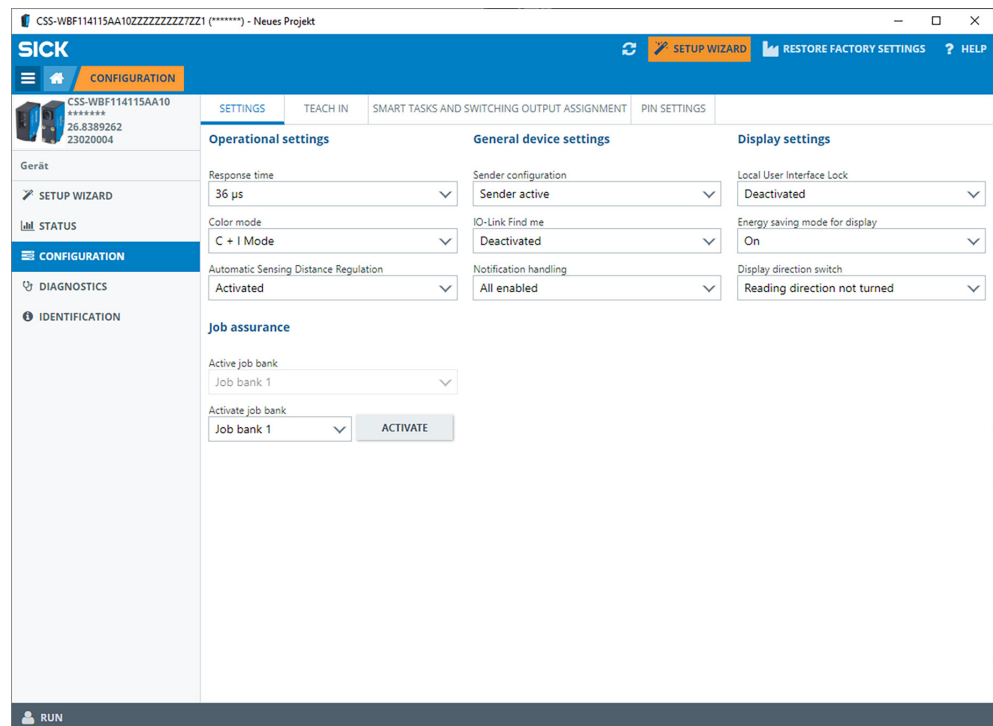 CSS-WBF114115AA10ZZZZZZZZZ7ZZ1 (*******) - Neues Projekt
SICK
SETUP WIZARD
RESTORE FACTORY SETTINGS
? HELP
CONFIGURATION
CSS-WBF114115AA10
*******
26.8389262
23020004
SETTINGS
TEACH IN
SMART TASKS AND SWITCHING OUTPUT ASSIGNMENT
PIN SETTINGS
Gerät
SETUP WIZARD
STATUS
CONFIGURATION
DIAGNOSTICS
IDENTIFICATION
Operational settings
Response time
36 µs
Color mode
C + I Mode
Automatic Sensing Distance Regulation
Activated
Job assurance
Active job bank
Job bank 1
Activate job bank
Job bank 1
ACTIVATE
General device settings
Sender configuration
Sender active
IO-Link Find me
Deactivated
Notification handling
All enabled
Display settings
Local User Interface Lock
Deactivated
Energy saving mode for display
On
Display direction switch
Reading direction not turned
RUN